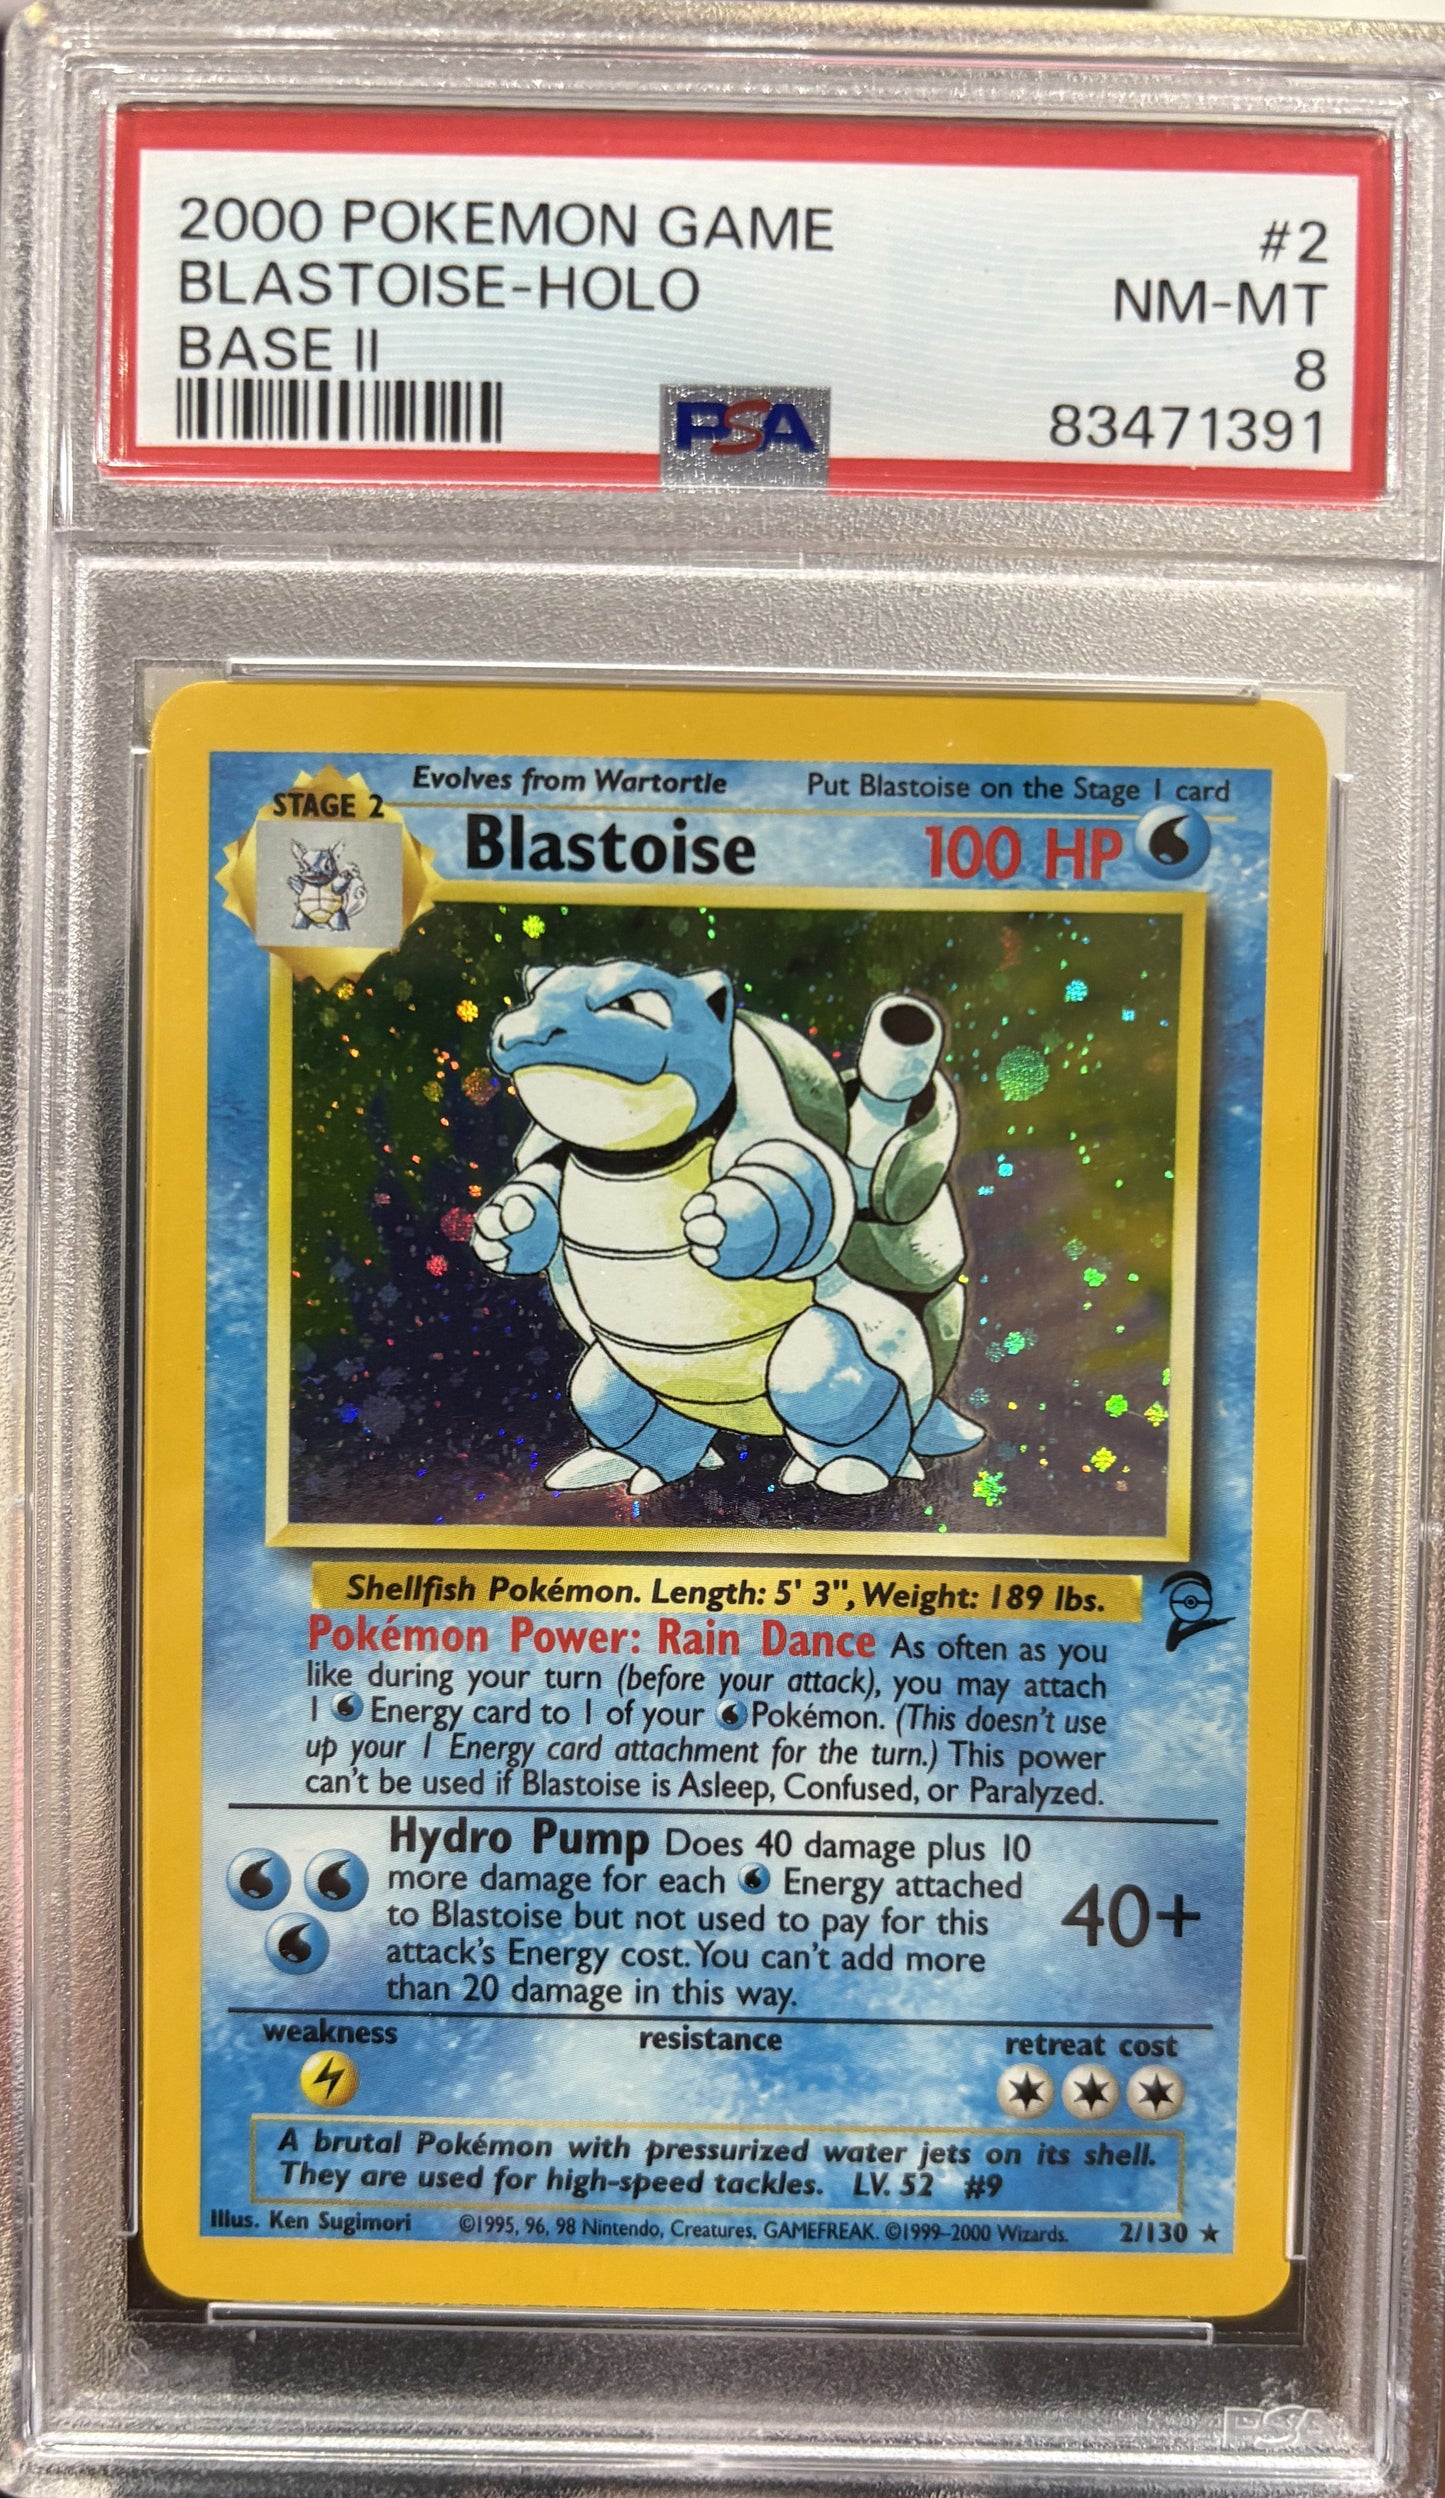 2000 POKEMON GAME #2
BLASTOISE-HOLO NM-MT
BASE II 8
PSA 83471391
Evolves from Wartortle Put Blastoise on the Stage 1 card
STAGE 2
Blastoise 100 HP
Shellfish Pokémon. Length: 5' 3", Weight: 189 lbs.
Pokémon Power: Rain Dance As often as you
like during your turn (before your attack), you may attach
1 Energy card to 1 of your Pokémon. (This doesn't use
up your 1 Energy card attachment for the turn.) This power
can't be used if Blastoise is Asleep, Confused, or Paralyzed.
Hydro Pump Does 40 damage plus 10
more damage for each Energy attached
to Blastoise but not used to pay for this
attack's Energy cost. You can't add more
than 20 damage in this way.
40+
weakness resistance retreat cost
A brutal Pokémon with pressurized water jets on its shell.
They are used for high-speed tackles. LV. 52 #9
Illus. Ken Sugimori ©1995, 96, 98 Nintendo, Creatures, GAMEFREAK. ©1999–2000 Wizards. 2/130 ★
PSA